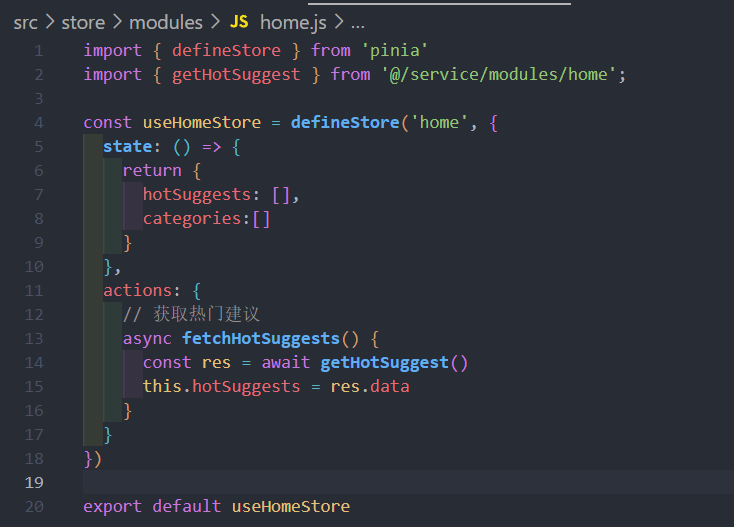 src > store > modules > JS home.js > ...
1 import { defineStore } from 'pinia'
2 import { getHotSuggest } from '@/service/modules/home';
3
4 const useHomeStore = defineStore('home', {
5   state: () => {
6     return {
7       hotSuggests: [],
8       categories:[]
9     }
10   },
11   actions: {
12     // 获取热门建议
13     async fetchHotSuggests() {
14       const res = await getHotSuggest()
15       this.hotSuggests = res.data
16     }
17   }
18 })
19
20 export default useHomeStore